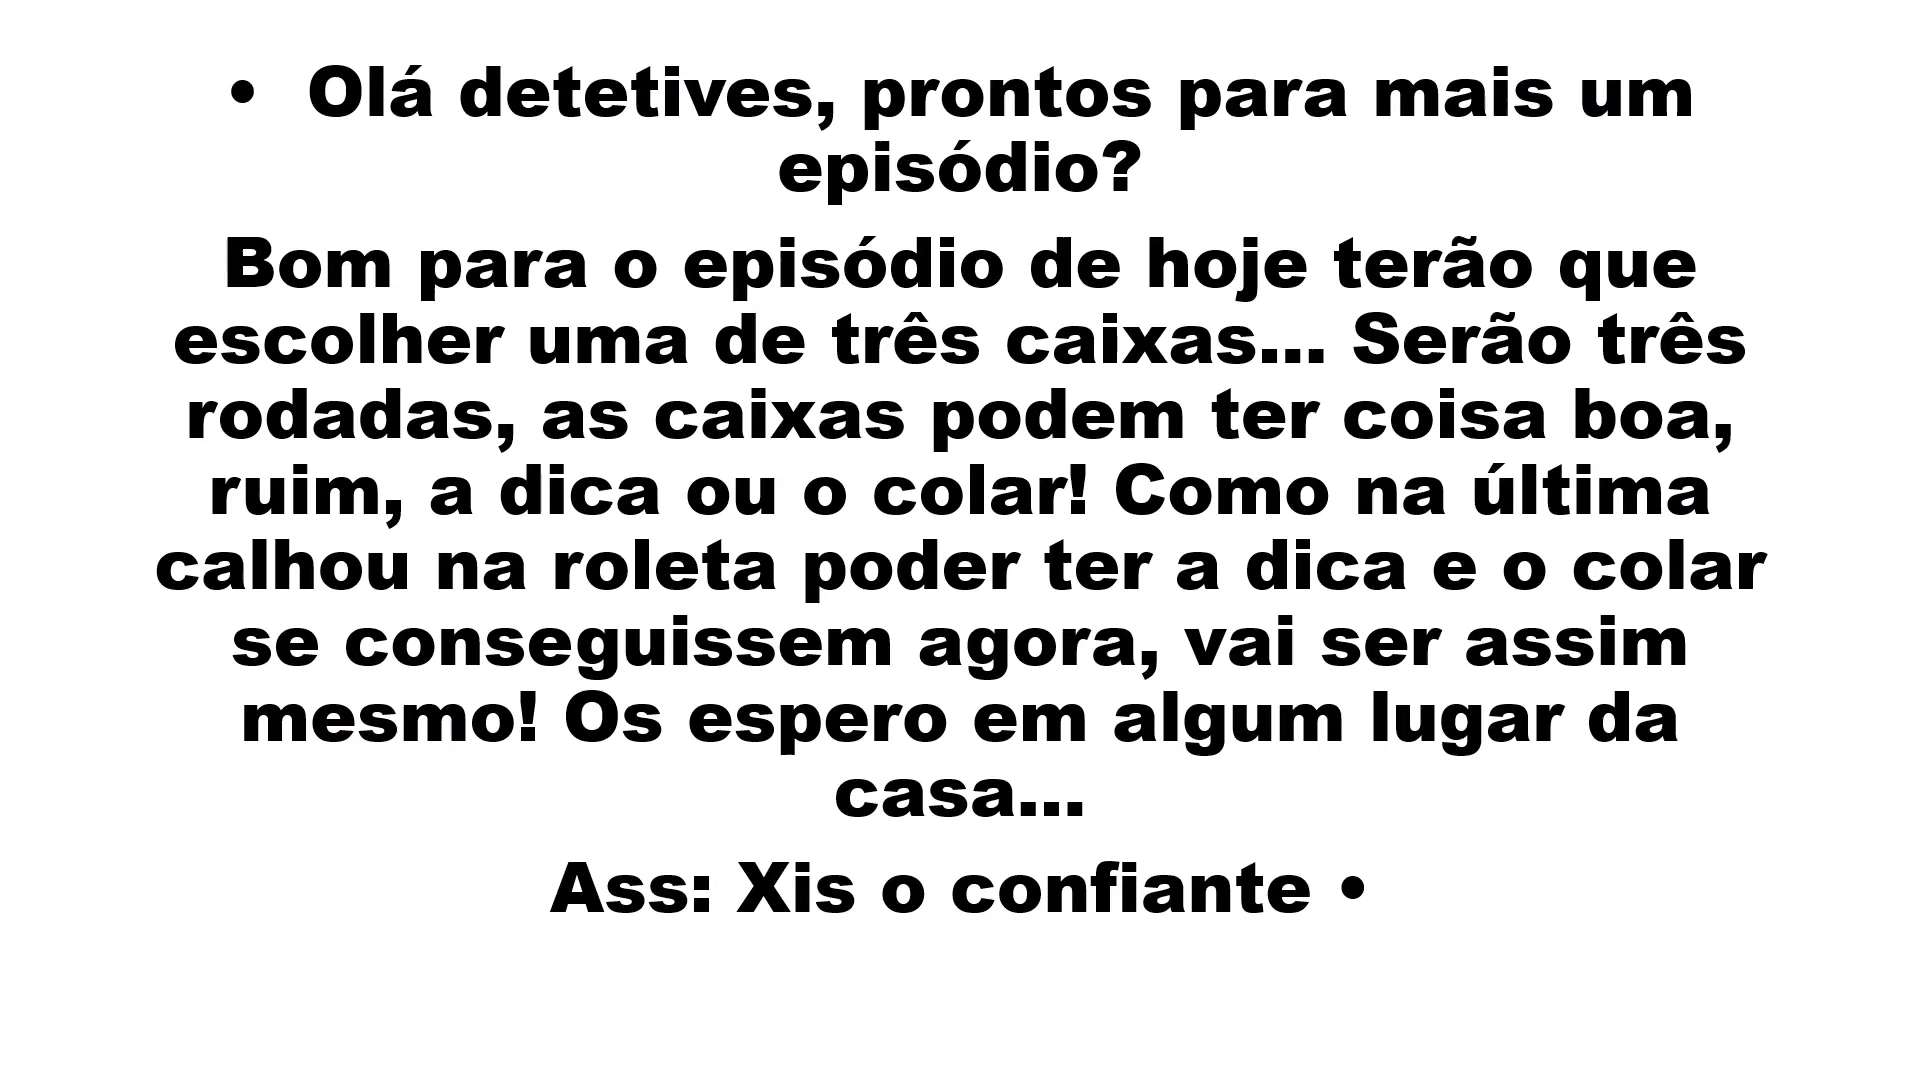 • Olá detetives, prontos para mais um
episódio?
Bom para o episódio de hoje terão que
escolher uma de três caixas... Serão três
rodadas, as caixas podem ter coisa boa,
ruim, a dica ou o colar! Como na última
calhou na roleta poder ter a dica e o colar
se conseguissem agora, vai ser assim
mesmo! Os espero em algum lugar da
casa...
Ass: Xis o confiante •